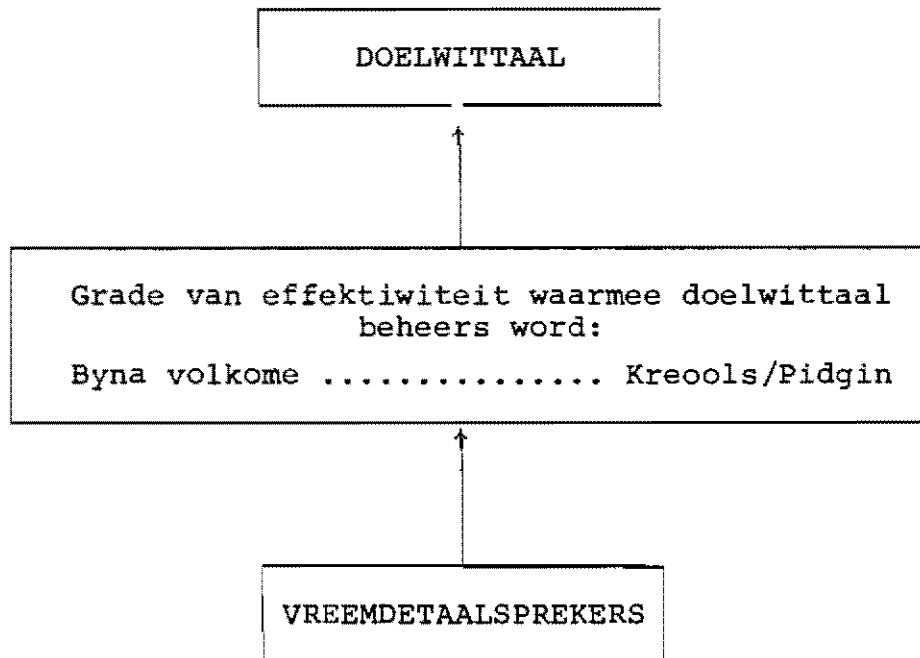 DOELWITTAAL
Grade van effektiwiteit waarmee doelwittaal
beheers word:
Byna volkome ............... Kreools/Pidgin
VREEMDETAALSPREKERS